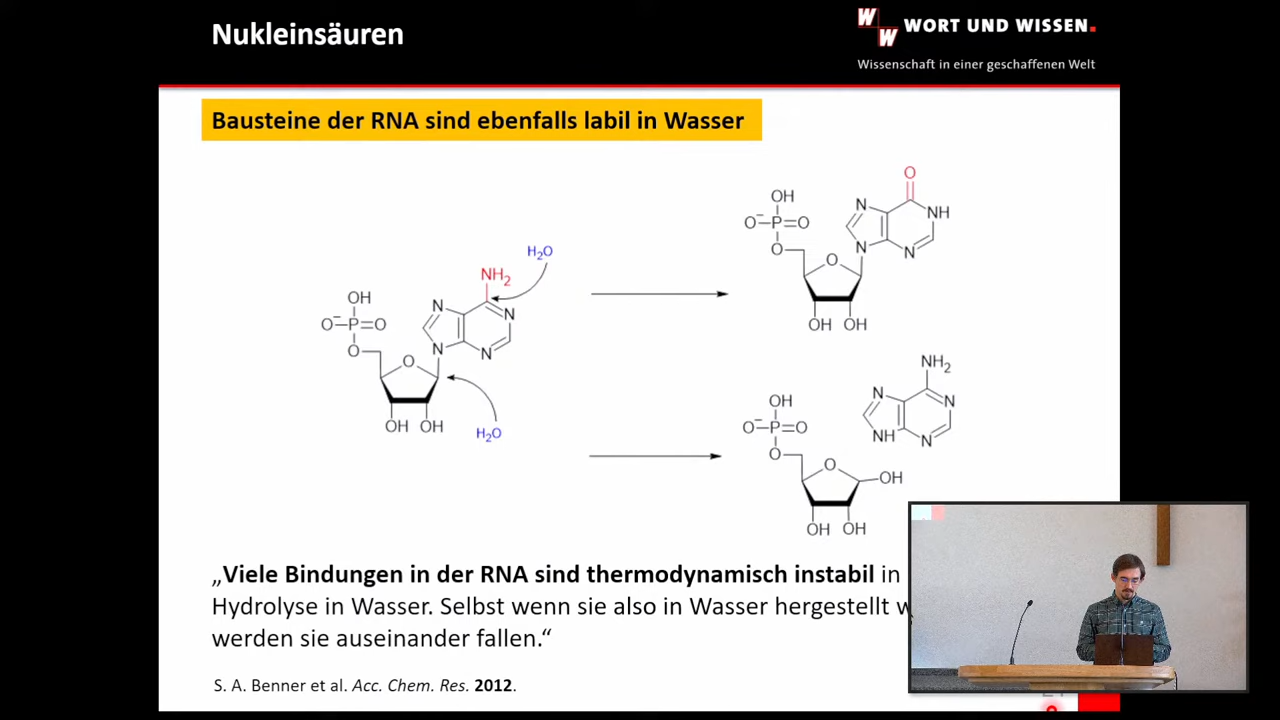 Nukleinsäuren
W
W
WORT UND WISSEN.
Wissenschaft in einer geschaffenen Welt
Bausteine der RNA sind ebenfalls labil in Wasser
H₂O
NH₂
OH
O⁻–P=O
O
N
N
N
N
O
OH OH
H₂O
O
OH
O⁻–P=O
O
N
NH
N
N
O
OH OH
NH₂
N
N
NH
N
OH
O⁻–P=O
O
O
OH
OH OH
„Viele Bindungen in der RNA sind thermodynamisch instabil in
Hydrolyse in Wasser. Selbst wenn sie also in Wasser hergestellt
werden sie auseinander fallen.“
S. A. Benner et al. Acc. Chem. Res. 2012.